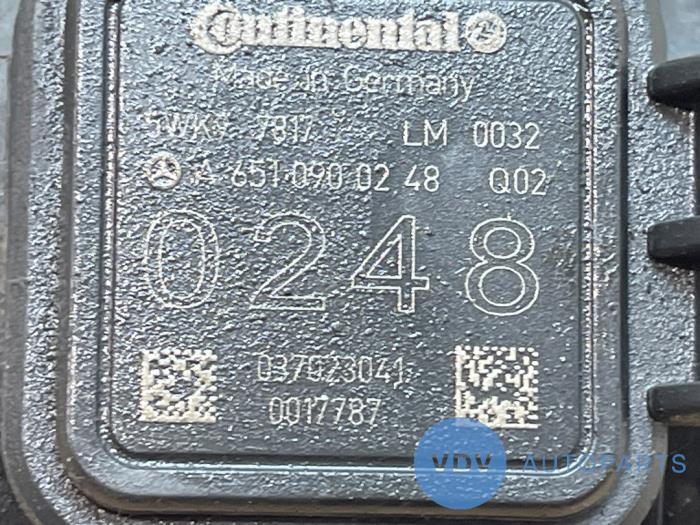 Continental
Made in Germany
5WK9 7817 LM 0032
A 651 090 02 48 Q02
0248
037023041
0017787
VDV AUTOPARTS